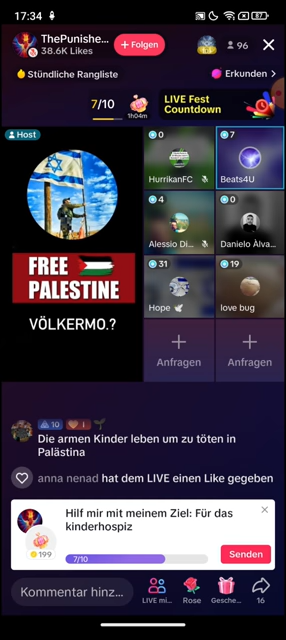 17:34
87
ThePunishe...
38.6K Likes
+ Folgen
96
Stündliche Rangliste
Erkunden >
7/10
1h04m
LIVE Fest
Countdown
Host
0
HurrikanFC
7
Beats4U
FREE
PALESTINE
VÖLKERMO.?
4
Alessio Di...
0
Danielo Àlva...
31
Hope
19
love bug
+
Anfragen
+
Anfragen
10
Die armen Kinder leben um zu töten in
Palästina
anna nenad hat dem LIVE einen Like gegeben
Hilf mir mit meinem Ziel: Für das
kinderhospiz
199
7/10
Senden
Kommentar hinz...
LIVE mi...
Rose
Gesche...
16